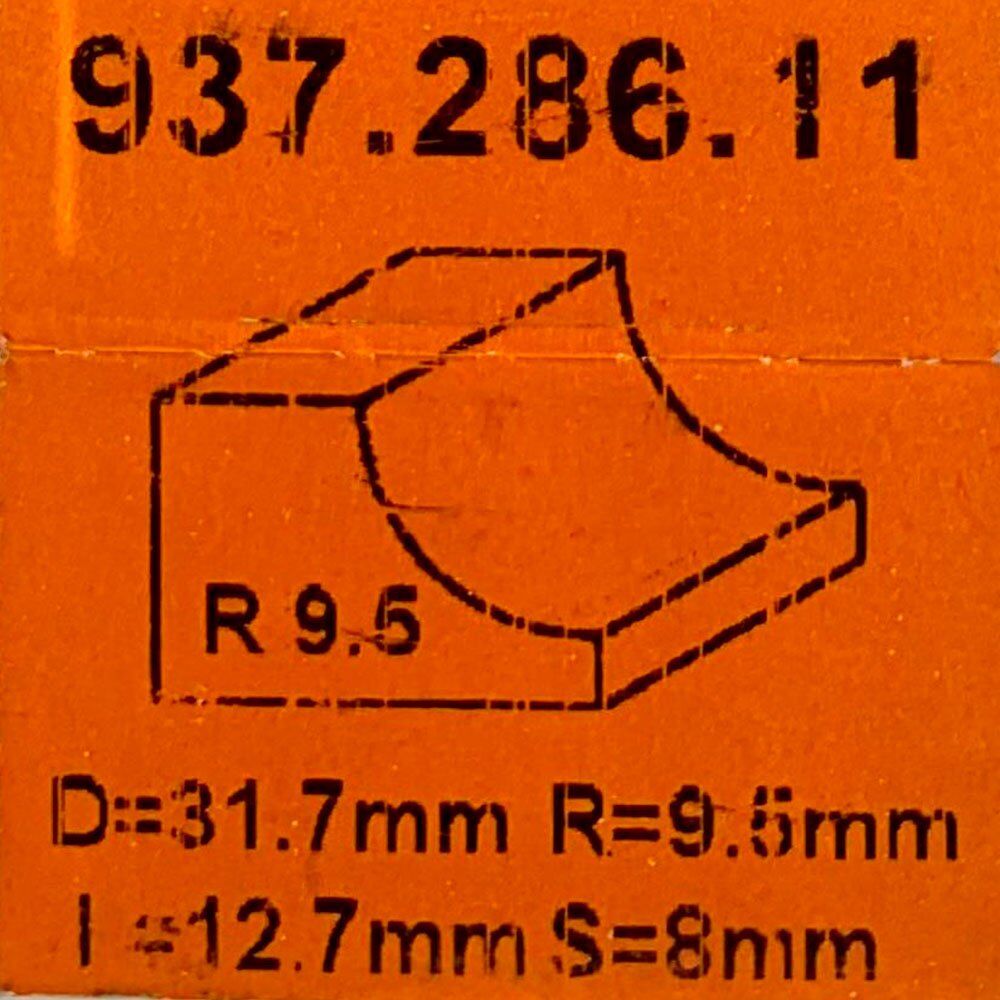 937.286.11
R 9.5
D=31.7mm R=9.5mm
I =12.7mm S=8mm